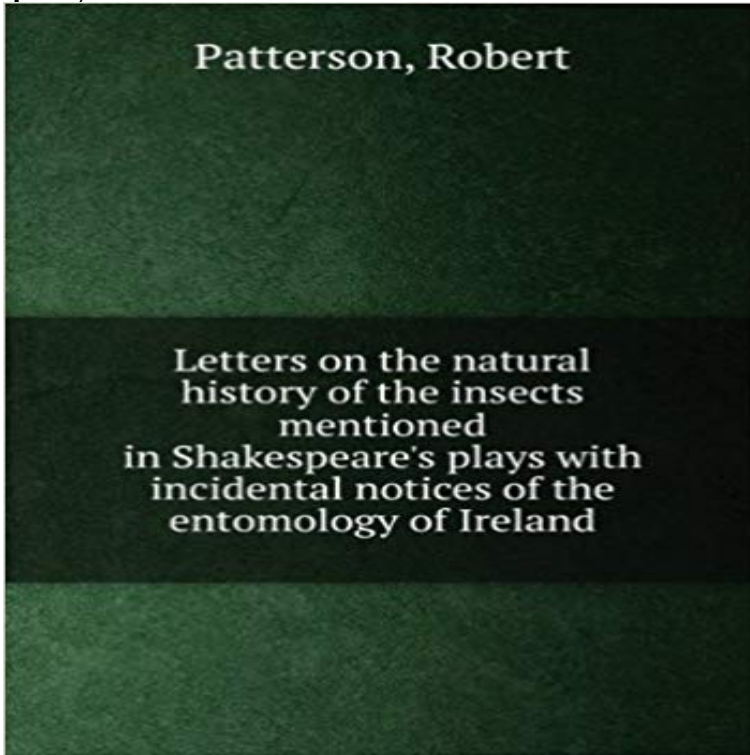 Patterson, Robert
Letters on the natural
history of the insects
mentioned
in Shakespeare's plays with
incidental notices of the
entomology of Ireland